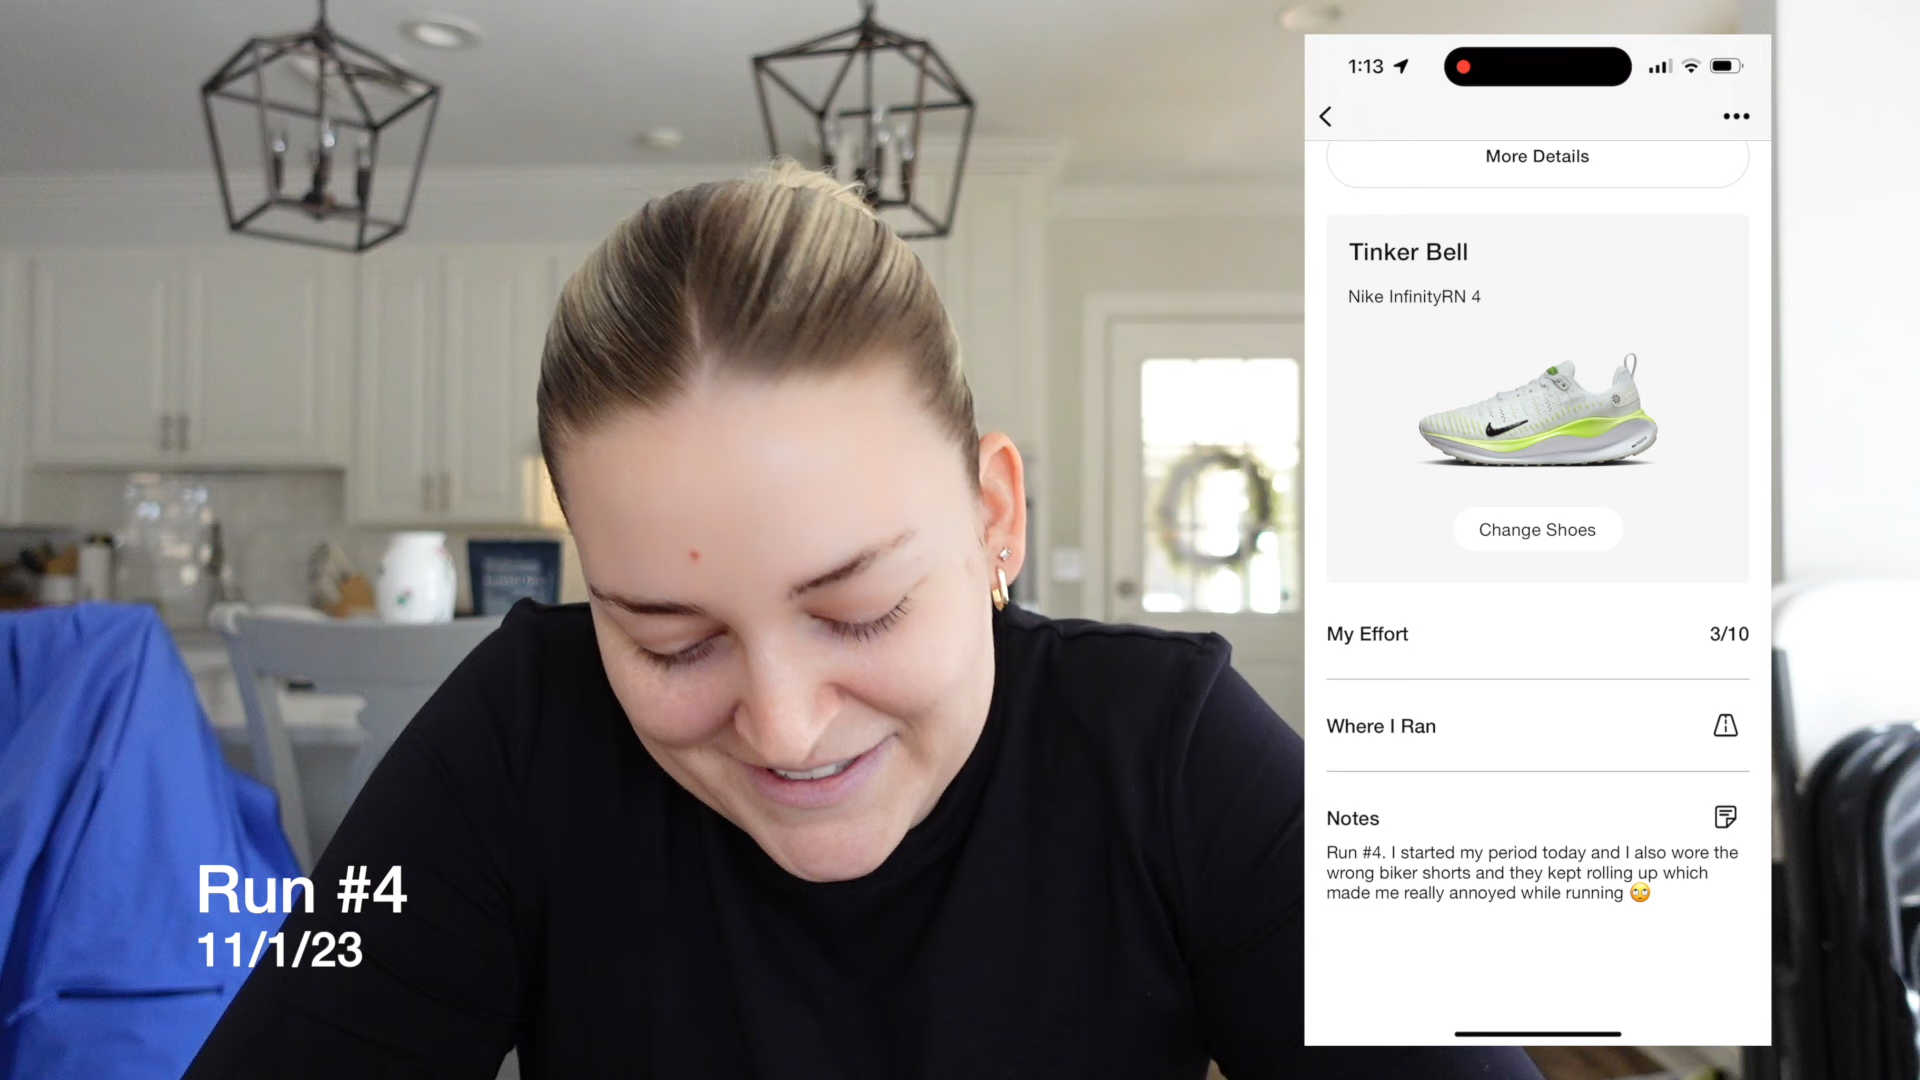 1:13
More Details
Tinker Bell
Nike InfinityRN 4
Change Shoes
My Effort 3/10
Where I Ran
Notes
Run #4. I started my period today and I also wore the
wrong biker shorts and they kept rolling up which
made me really annoyed while running 🙄
Run #4
11/1/23